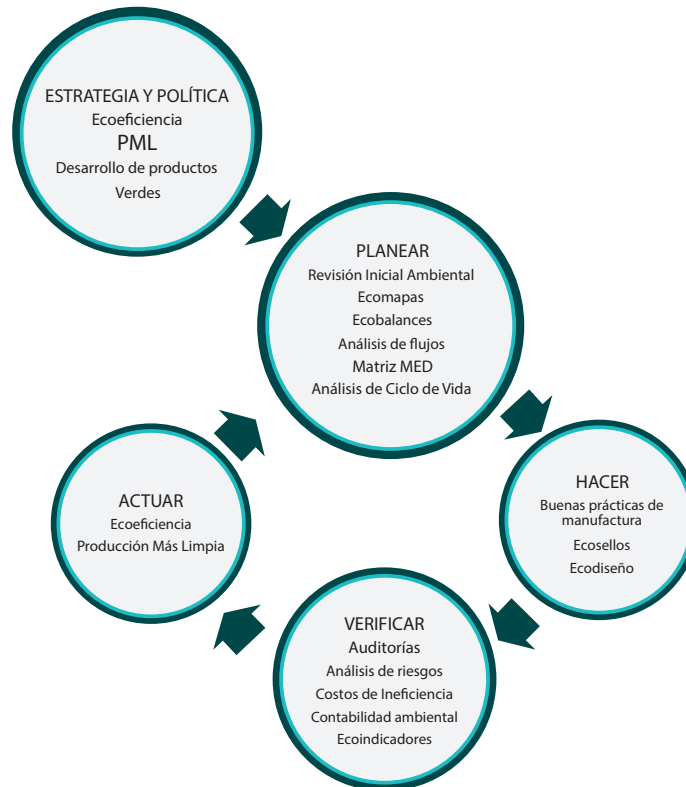 ESTRATEGIA Y POLÍTICA
Ecoeficiencia
PML
Desarrollo de productos
Verdes
PLANEAR
Revisión Inicial Ambiental
Ecomapas
Ecobalances
Análisis de flujos
Matriz MED
Análisis de Ciclo de Vida
HACER
Buenas prácticas de
manufactura
Ecosellos
Ecodiseño
VERIFICAR
Auditorías
Análisis de riesgos
Costos de Ineficiencia
Contabilidad ambiental
Ecoindicadores
ACTUAR
Ecoeficiencia
Producción Más Limpia